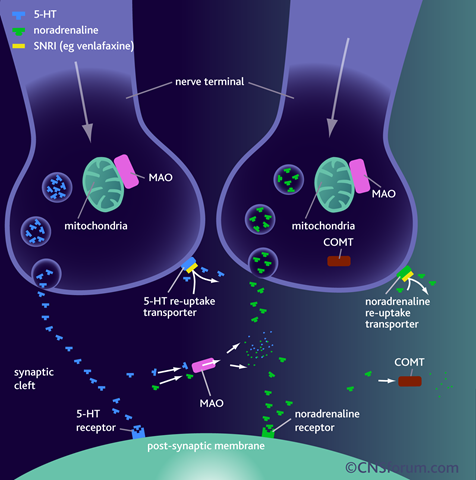 5-HT
noradrenaline
SNRI (eg venlafaxine)
nerve terminal
MAO
mitochondria
MAO
mitochondria
COMT
5-HT re-uptake
transporter
noradrenaline
re-uptake
transporter
synaptic
cleft
MAO
COMT
5-HT
receptor
noradrenaline
receptor
post-synaptic membrane
©CNSforum.com